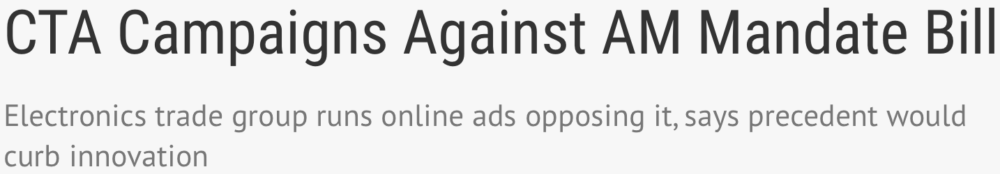 CTA Campaigns Against AM Mandate Bill
Electronics trade group runs online ads opposing it, says precedent would
curb innovation